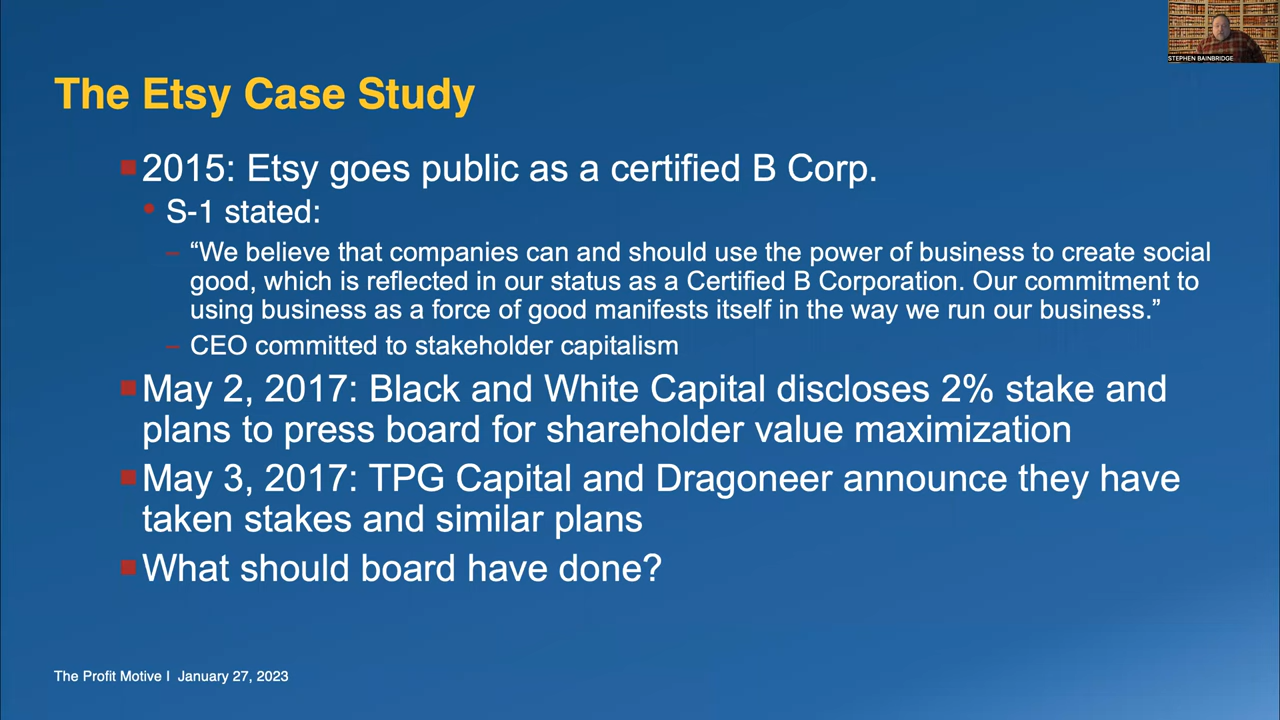 STEPHEN BAINBRIDGE
The Etsy Case Study
2015: Etsy goes public as a certified B Corp.
S-1 stated:
– “We believe that companies can and should use the power of business to create social
good, which is reflected in our status as a Certified B Corporation. Our commitment to
using business as a force of good manifests itself in the way we run our business.”
– CEO committed to stakeholder capitalism
May 2, 2017: Black and White Capital discloses 2% stake and
plans to press board for shareholder value maximization
May 3, 2017: TPG Capital and Dragoneer announce they have
taken stakes and similar plans
What should board have done?
The Profit Motive I January 27, 2023